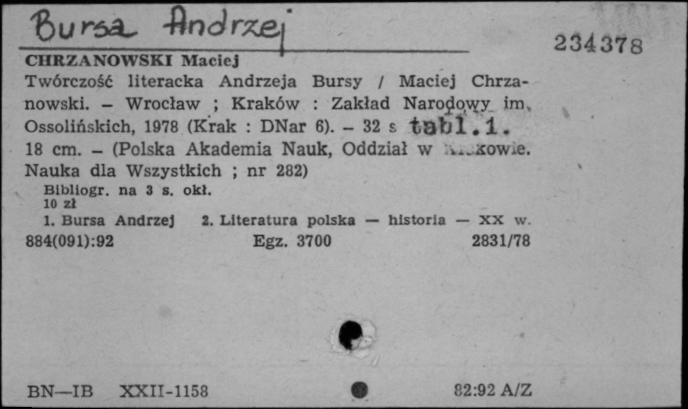 Bursa Andrzej
234378
CHRZANOWSKI Maciej
Twórczość literacka Andrzeja Bursy / Maciej Chrza-
nowski. — Wrocław ; Kraków : Zakład Narodowy im.
Ossolińskich, 1978 (Krak : DNar 6). — 32 s tabl.1.
18 cm. — (Polska Akademia Nauk, Oddział w
Nauka dla Wszystkich ; nr 282)
Bibliogr. na 3 s. okł.
10 zł
1. Bursa Andrzej 2. Literatura polska — historia — XX w.
884(091):92 Egz. 3700 2831/78
BN—IB XXII-1158 82:92 A/Z